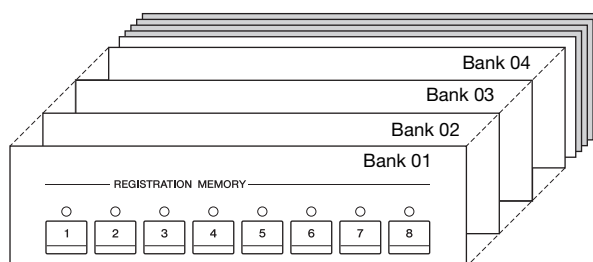 Bank 04
Bank 03
Bank 02
Bank 01
REGISTRATION MEMORY
1 2 3 4 5 6 7 8